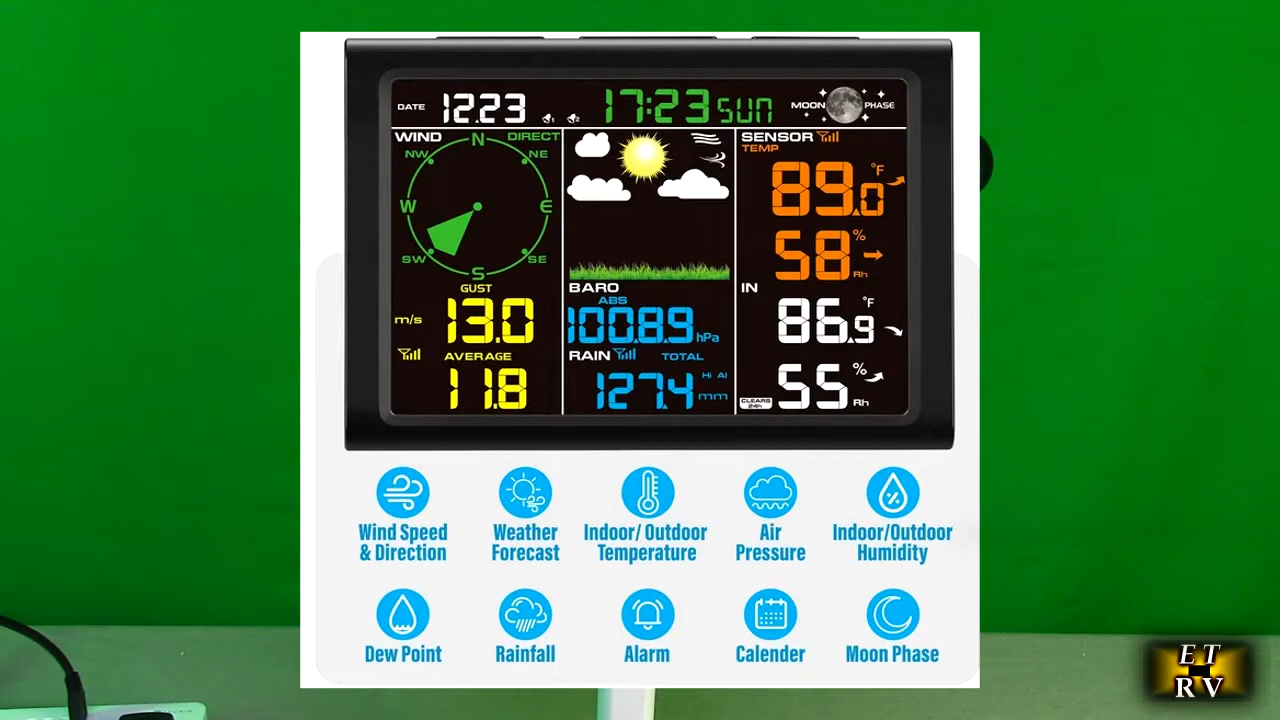 DATE 12.23 17:23 SUN MOON PHASE
WIND DIRECT
N
NW NE
W E
SW SE
S
GUST
m/s 13.0
AVERAGE
11.8
BARO
ABS
1008.9 hPa
RAIN TOTAL
127.4 mm
SENSOR
TEMP
89.0 °F
58 % Rh
IN
86.9 °F
55 % Rh
CLEARS
24h
Wind Speed
& Direction
Weather
Forecast
Indoor/ Outdoor
Temperature
Air
Pressure
Indoor/Outdoor
Humidity
Dew Point
Rainfall
Alarm
Calender
Moon Phase
E T
R V